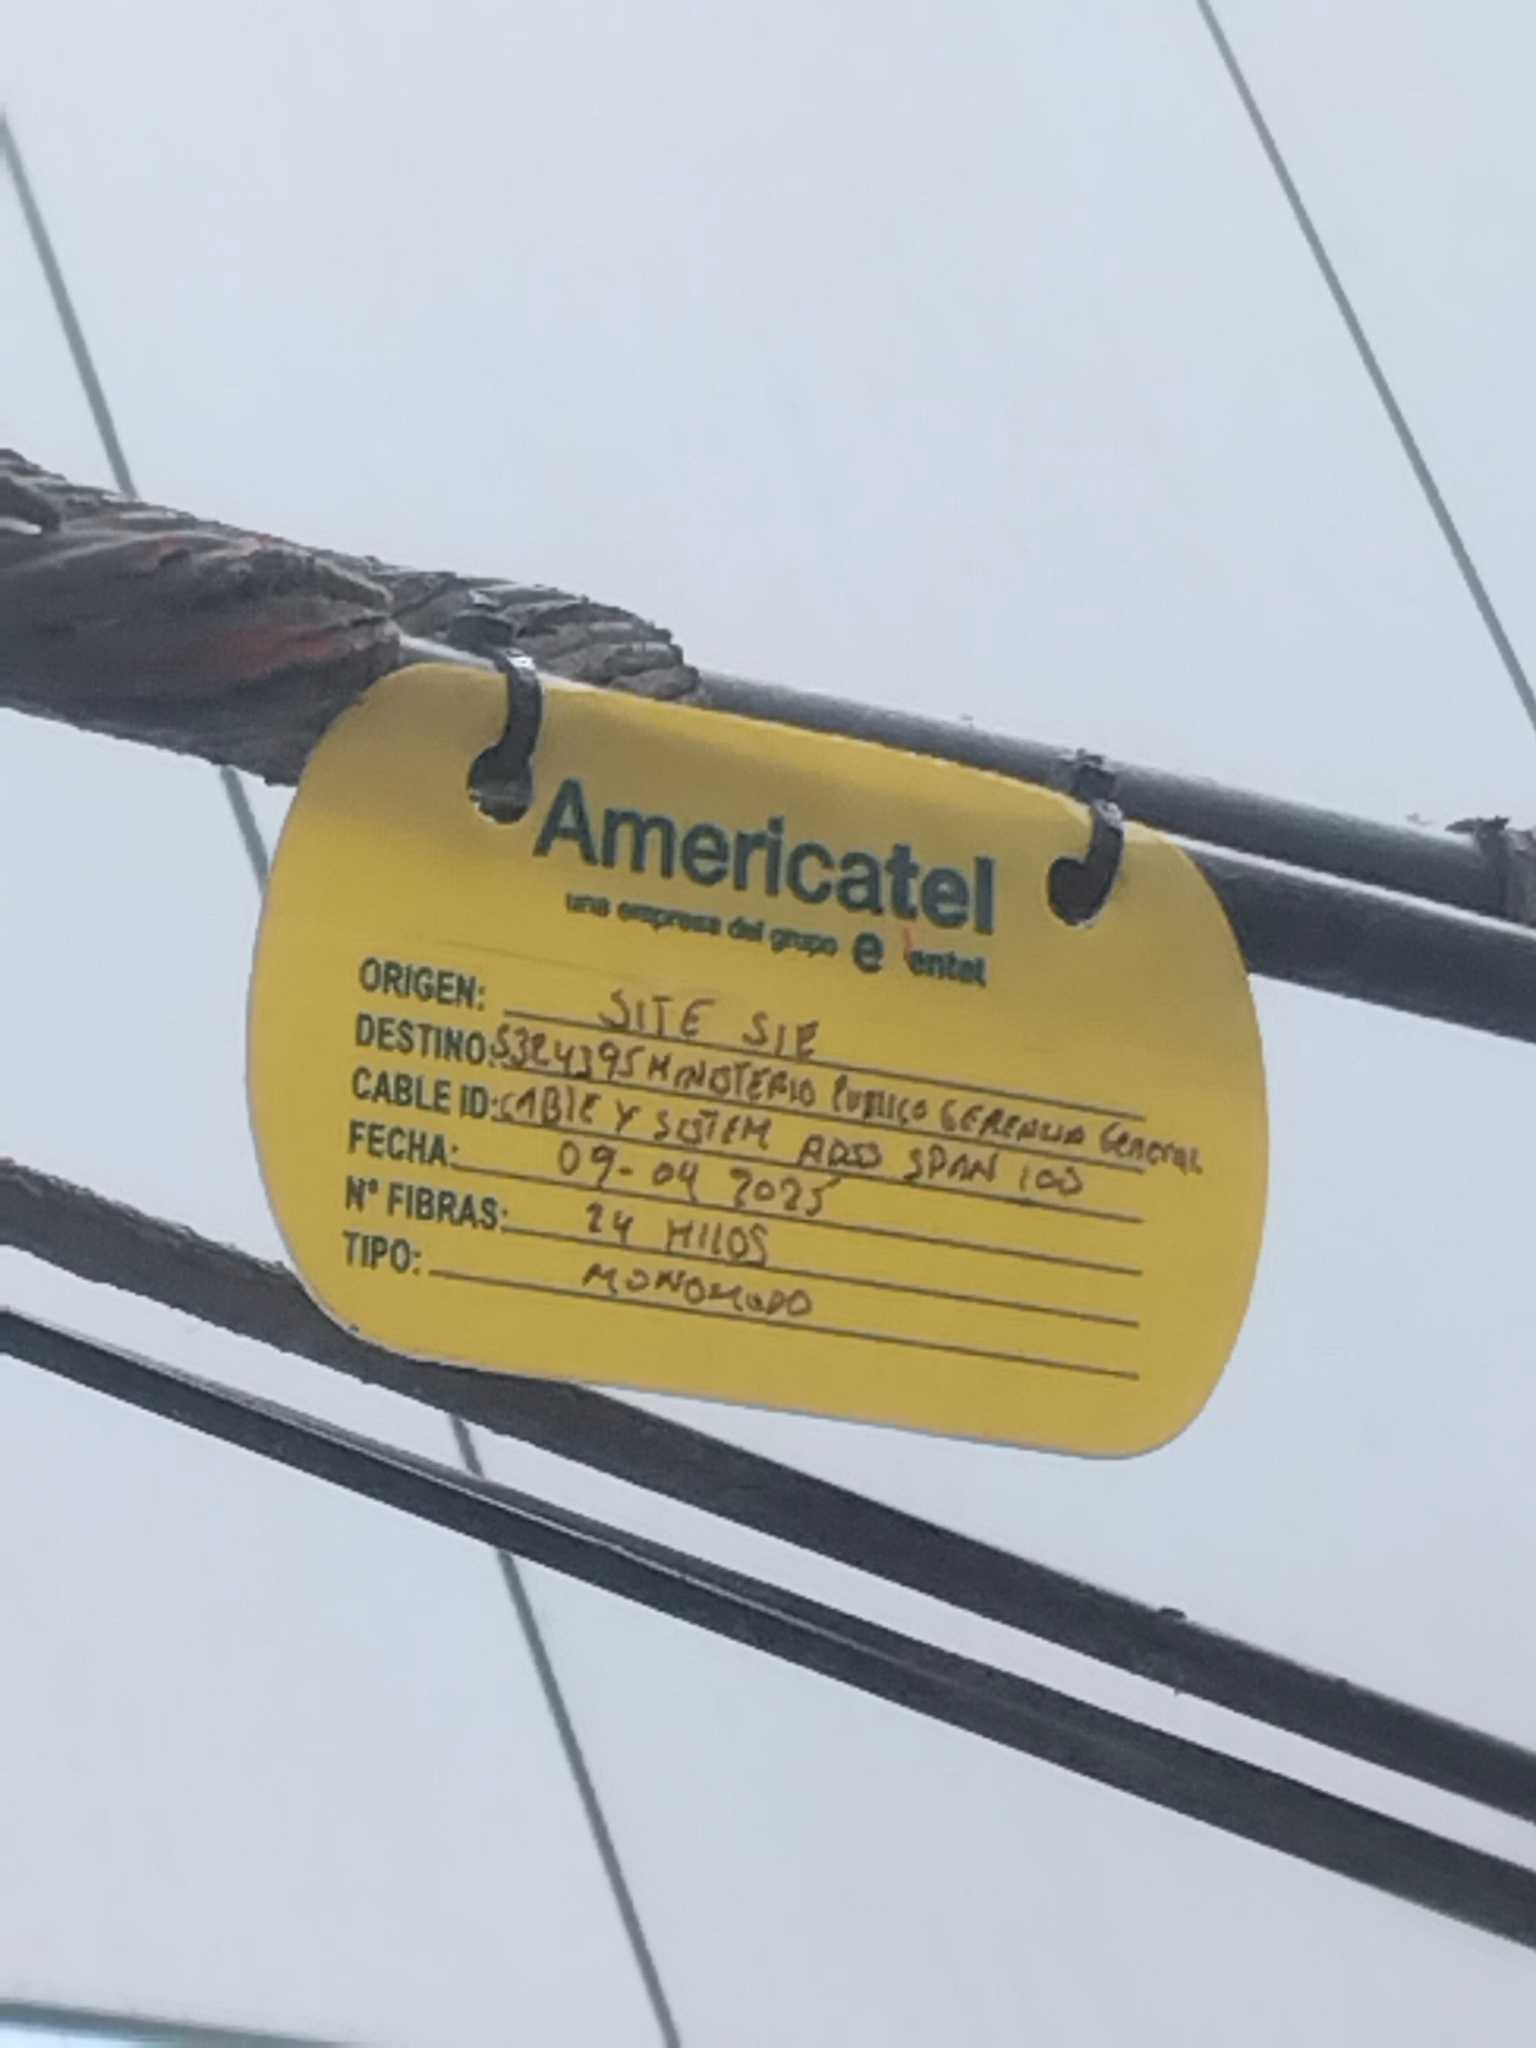 Americatel
una empresa del grupo e entel
ORIGEN: SITE SIE
DESTINO: 5324395 MINISTERIO PUBLICO GERENCIA GENERAL
CABLE ID: CABLE Y SISTEM ADSS SPAN 100
FECHA: 09-04 2025
N° FIBRAS: 24 HILOS
TIPO: MONOMODO